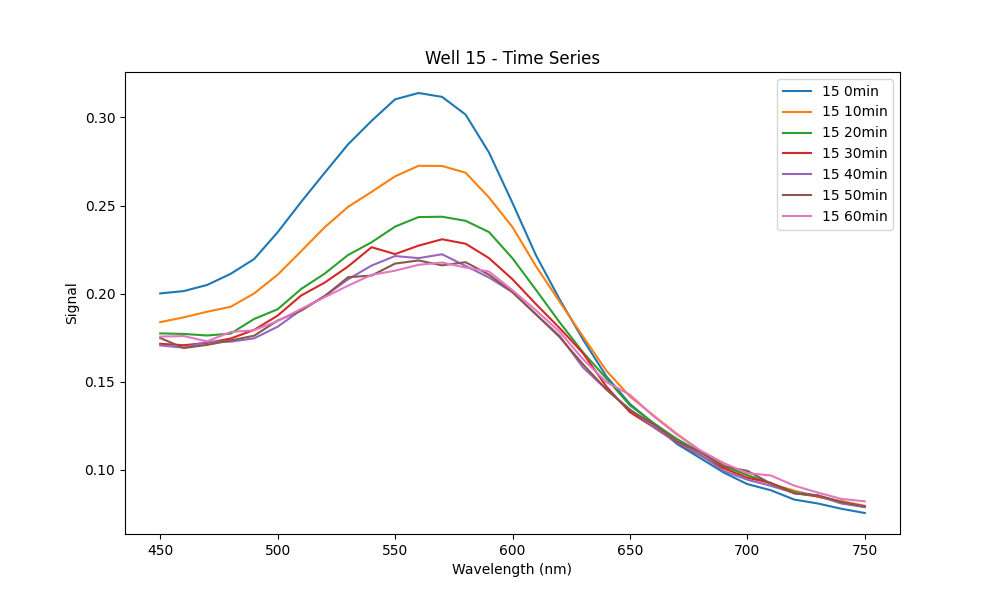 Well 15 - Time Series
Signal
0.30
0.25
0.20
0.15
0.10
15 0min
15 10min
15 20min
15 30min
15 40min
15 50min
15 60min
450 500 550 600 650 700 750
Wavelength (nm)